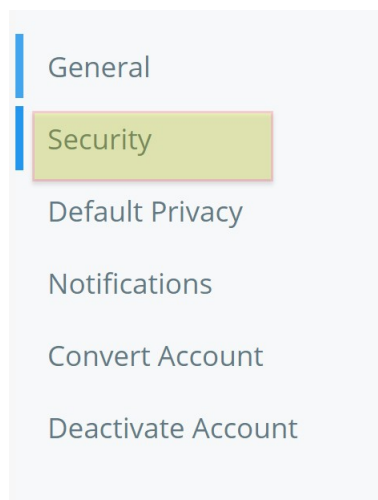 General
Security
Default Privacy
Notifications
Convert Account
Deactivate Account